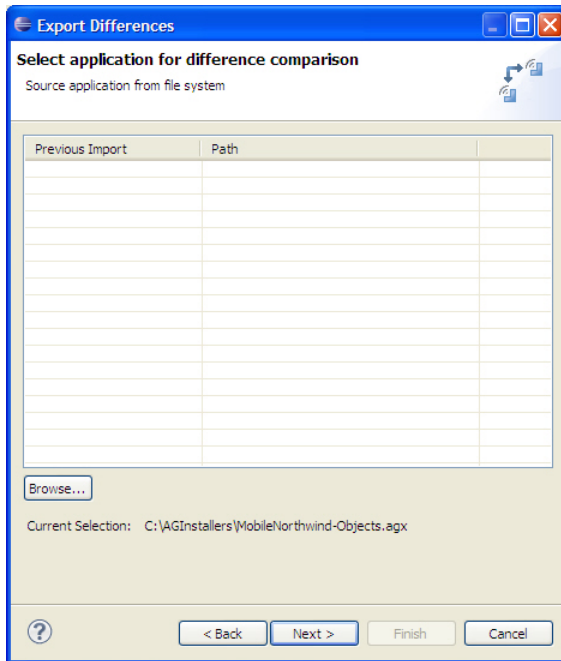 Export Differences
Select application for difference comparison
Source application from file system
Previous Import Path
Browse...
Current Selection: C:\AGInstallers\MobileNorthwind-Objects.agx
?
< Back Next > Finish Cancel